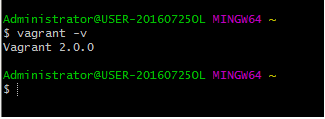 Administrator@USER-20160725OL MINGW64 ~
$ vagrant -v
Vagrant 2.0.0
Administrator@USER-20160725OL MINGW64 ~
$